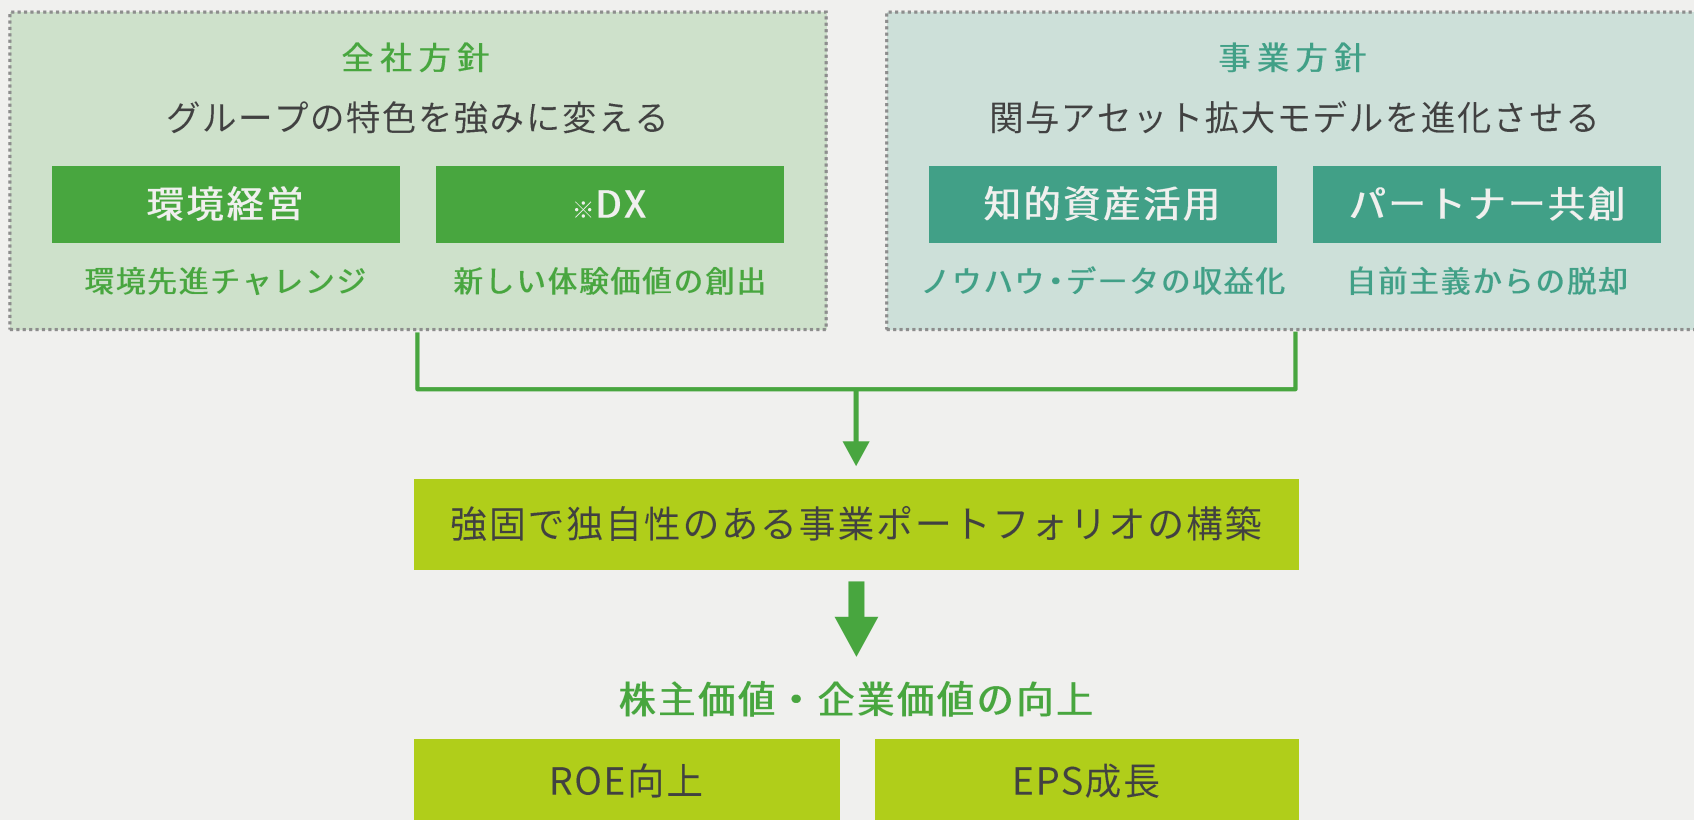 全社方針
グループの特色を強みに変える
環境経営
※DX
環境先進チャレンジ
新しい体験価値の創出
事業方針
関与アセット拡大モデルを進化させる
知的資産活用
パートナー共創
ノウハウ・データの収益化
自前主義からの脱却
強固で独自性のある事業ポートフォリオの構築
株主価値・企業価値の向上
ROE向上
EPS成長